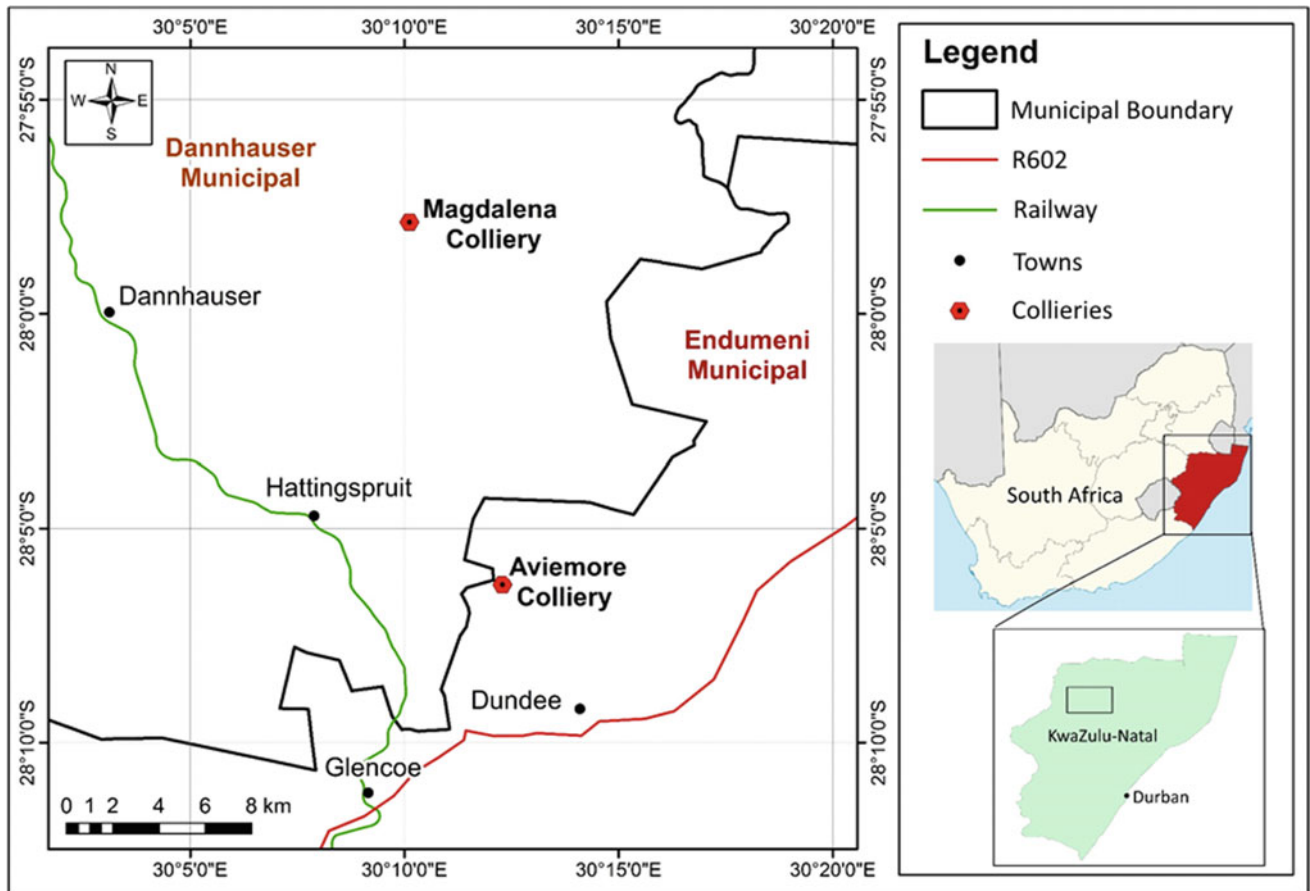 30°5'0"E
30°10'0"E
30°15'0"E
30°20'0"E
27°55'0"S
27°55'0"S
N
W
E
S
Dannhauser
Municipal
Magdalena
Colliery
Dannhauser
28°0'0"S
28°0'0"S
Endumeni
Municipal
Hattingspruit
28°5'0"S
28°5'0"S
Aviemore
Colliery
Dundee
28°10'0"S
28°10'0"S
Glencoe
0 1 2 4 6 8 km
30°5'0"E
30°10'0"E
30°15'0"E
30°20'0"E
Legend
Municipal Boundary
R602
Railway
Towns
Collieries
South Africa
KwaZulu-Natal
Durban